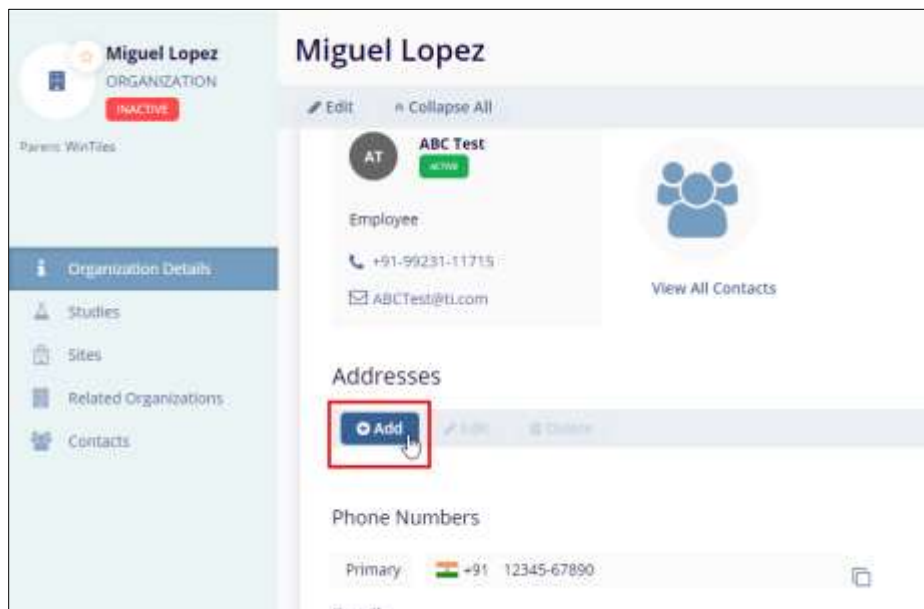 Miguel Lopez
ORGANIZATION
INACTIVE
Parent: WinTiles
Organization Details
Studies
Sites
Related Organizations
Contacts
Miguel Lopez
Edit
Collapse All
AT
ABC Test
ACTIVE
Employee
+91-99231-11715
ABCTest@ti.com
View All Contacts
Addresses
Add
Edit
Delete
Phone Numbers
Primary +91 12345-67890